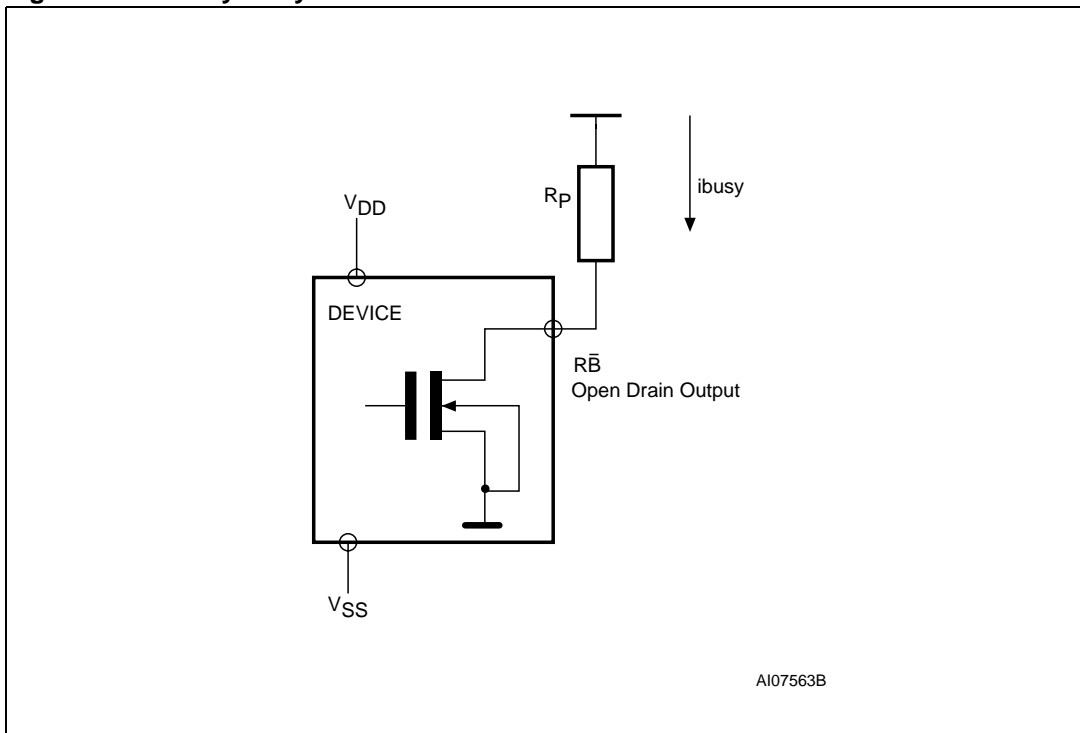 RP
ibusy
VDD
DEVICE
RB̅
Open Drain Output
VSS
AI07563B